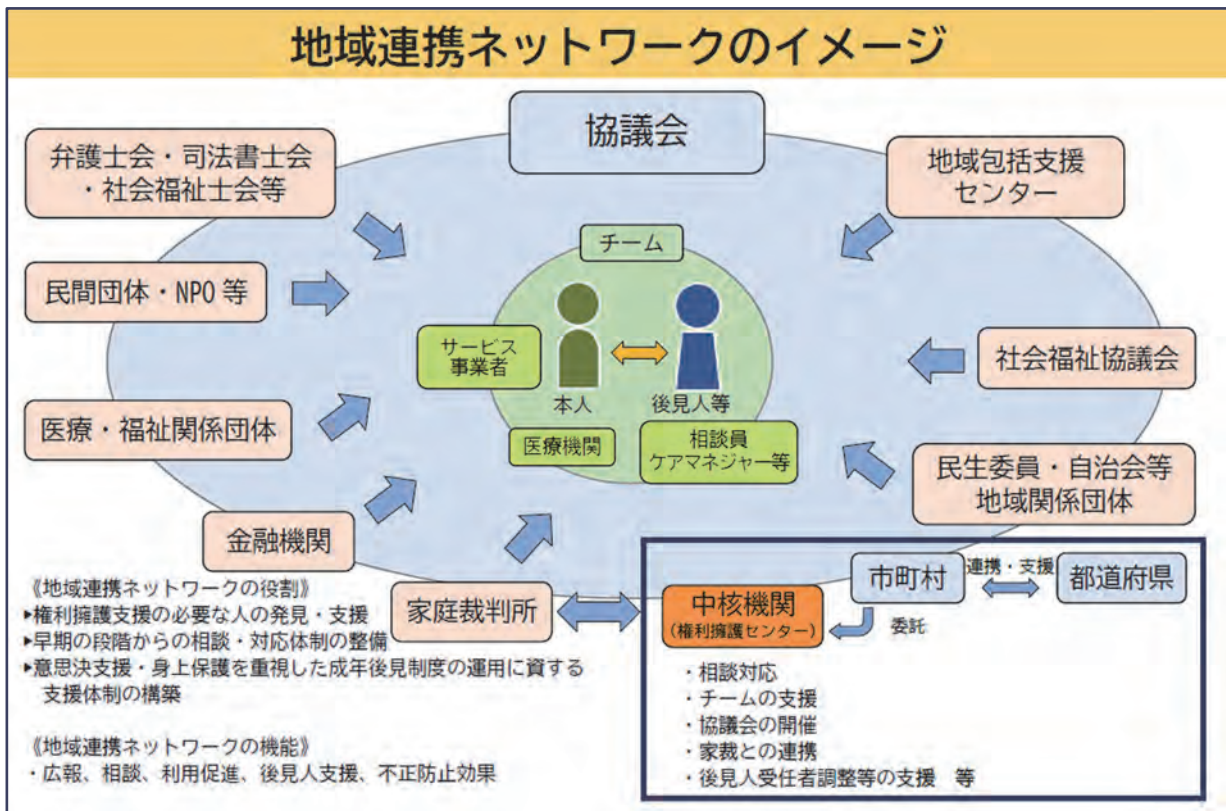 地域連携ネットワークのイメージ
協議会
弁護士会・司法書士会
・社会福祉士会等
地域包括支援
センター
チーム
民間団体・NPO 等
サービス
事業者
社会福祉協議会
本人
後見人等
医療・福祉関係団体
医療機関
相談員
ケアマネジャー等
民生委員・自治会等
地域関係団体
金融機関
家庭裁判所
市町村
連携・支援
都道府県
中核機関
(権利擁護センター)
委託
・相談対応
・チームの支援
・協議会の開催
・家裁との連携
・後見人受任者調整等の支援　等
《地域連携ネットワークの役割》
▶権利擁護支援の必要な人の発見・支援
▶早期の段階からの相談・対応体制の整備
▶意思決支援・身上保護を重視した成年後見制度の運用に資する
支援体制の構築
《地域連携ネットワークの機能》
・広報、相談、利用促進、後見人支援、不正防止効果